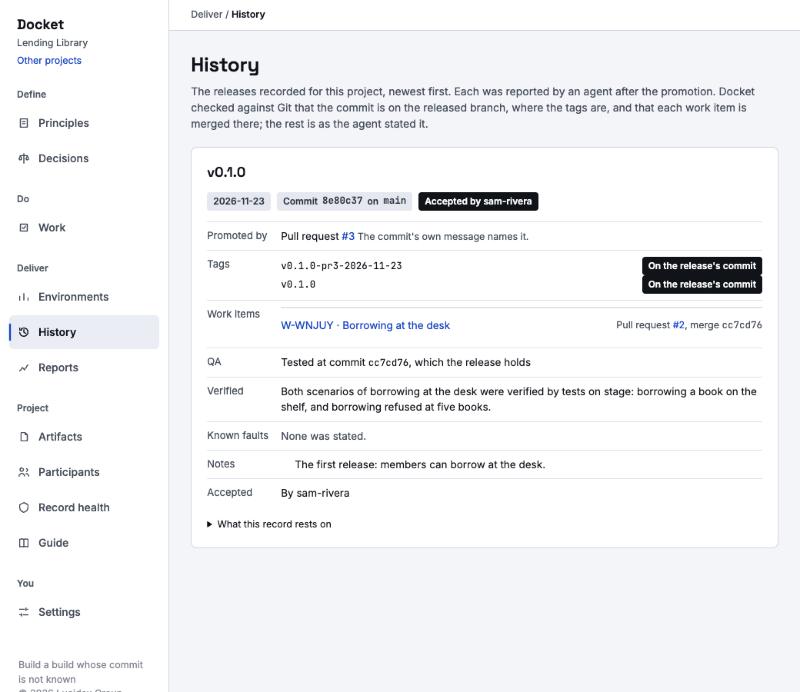 Docket
Lending Library
Other projects
Define
Principles
Decisions
Do
Work
Deliver
Environments
History
Reports
Project
Artifacts
Participants
Record health
Guide
You
Settings
Build a build whose commit
is not known
Deliver / History
History
The releases recorded for this project, newest first. Each was reported by an agent after the promotion. Docket
checked against Git that the commit is on the released branch, where the tags are, and that each work item is
merged there; the rest is as the agent stated it.
v0.1.0
2026-11-23 Commit 8e80c37 on main Accepted by sam-rivera
Promoted by Pull request #3 The commit's own message names it.
Tags v0.1.0-pr3-2026-11-23 On the release's commit
v0.1.0 On the release's commit
Work items W-WNJUY · Borrowing at the desk Pull request #2, merge cc7cd76
QA Tested at commit cc7cd76, which the release holds
Verified Both scenarios of borrowing at the desk were verified by tests on stage: borrowing a book on the
shelf, and borrowing refused at five books.
Known faults None was stated.
Notes The first release: members can borrow at the desk.
Accepted By sam-rivera
What this record rests on